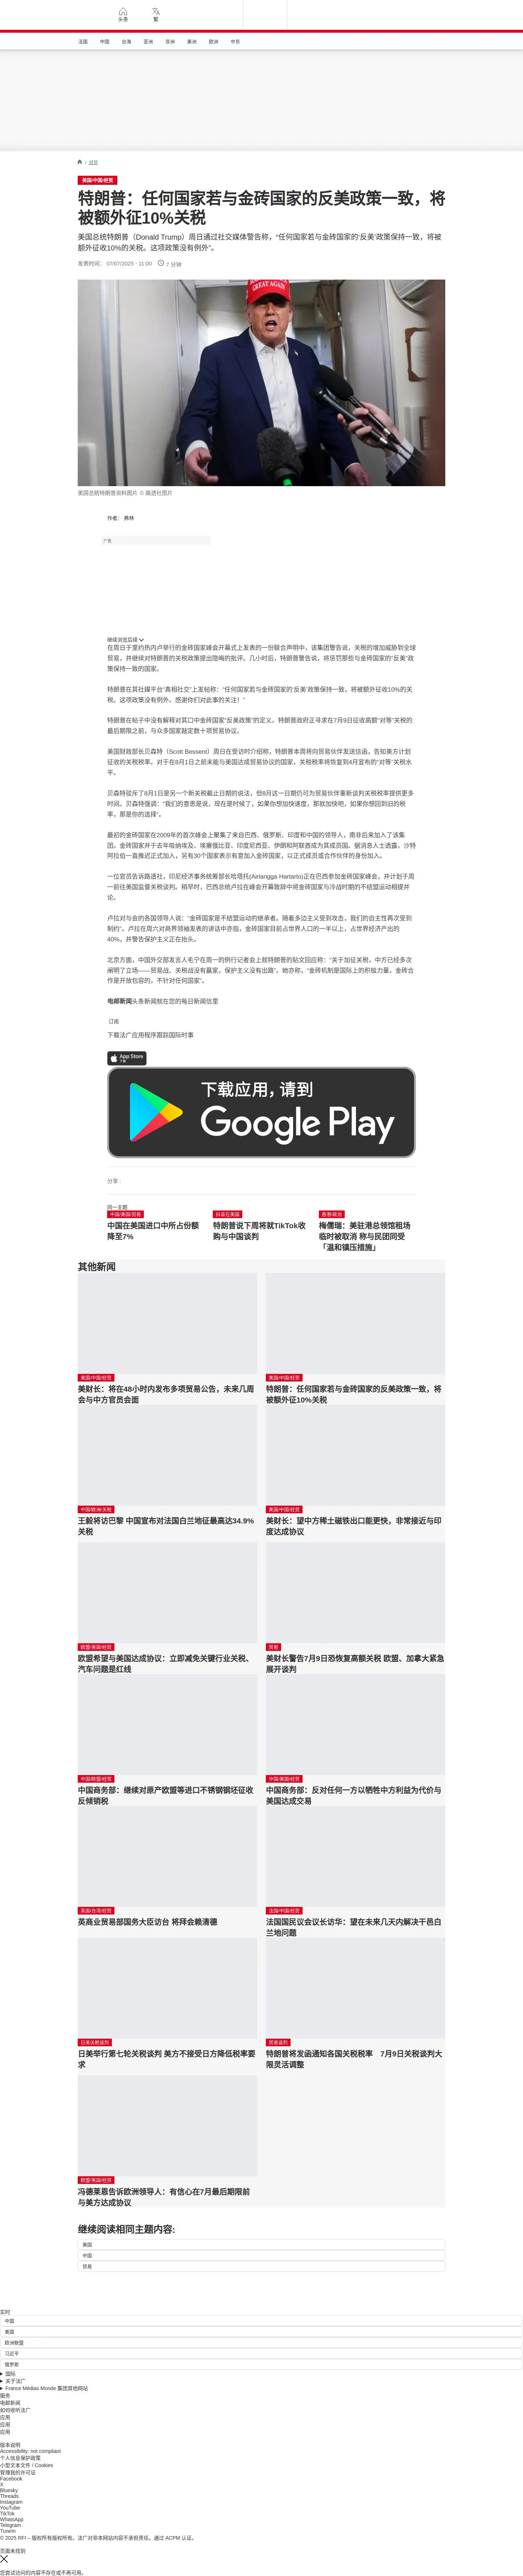 头条
繁
法国
中国
台海
亚洲
非洲
美洲
欧洲
中东
/ 经贸
美国/中国/经贸
特朗普：任何国家若与金砖国家的反美政策一致，将
被额外征10%关税
美国总统特朗普（Donald Trump）周日通过社交媒体警告称，“任何国家若与金砖国家的‘反美’政策保持一致，将被
额外征收10%的关税。这项政策没有例外”。
发表时间： 07/07/2025 - 11:00
7 分钟
GREAT AGAIN
美国总统特朗普资料图片 © 路透社图片
作者： 弗林
广告
继续浏览后续
在周日于里约热内卢举行的金砖国家峰会开幕式上发表的一份联合声明中，该集团警告说，关税的增加威胁到全球
贸易，并继续对特朗普的关税政策提出隐晦的批评。几小时后，特朗普警告说，将惩罚那些与金砖国家的“反美”政
策保持一致的国家。
特朗普在其社媒平台“真相社交”上发帖称：“任何国家若与金砖国家的‘反美’政策保持一致，将被额外征收10%的关
税。这项政策没有例外。感谢你们对此事的关注！”
特朗普在帖子中没有解释对其口中金砖国家“反美政策”的定义。特朗普政府正寻求在7月9日征收高额“对等”关税的
最后期限之前，与众多国家敲定数十项贸易协议。
美国财政部长贝森特（Scott Bessent）周日在受访时介绍称，特朗普本周将向贸易伙伴发送信函，告知美方计划
征收的关税税率。对于在8月1日之前未能与美国达成贸易协议的国家，关税税率将恢复到4月宣布的“对等”关税水
平。
贝森特驳斥了8月1日是另一个新关税截止日期的说法，但8月这一日期仍可为贸易伙伴重新谈判关税税率提供更多
时间。贝森特强调：“我们的意思是说，现在是时候了，如果你想加快速度，那就加快吧，如果你想回到旧的税
率，那是你的选择”。
最初的金砖国家在2009年的首次峰会上聚集了来自巴西、俄罗斯、印度和中国的领导人，南非后来加入了该集
团。金砖国家并于去年吸纳埃及、埃塞俄比亚、印度尼西亚、伊朗和阿联酋成为其成员国。据消息人士透露，沙特
阿拉伯一直推迟正式加入，另有30个国家表示有意加入金砖国家，以正式成员或合作伙伴的身份加入。
一位官员告诉路透社，印尼经济事务统筹部长哈塔托(Airlangga Hartarto)正在巴西参加金砖国家峰会，并计划于周
一前往美国监督关税谈判。稍早时，巴西总统卢拉在峰会开幕致辞中将金砖国家与冷战时期的不结盟运动相提并
论。
卢拉对与会的各国领导人说：“金砖国家是不结盟运动的继承者。随着多边主义受到攻击，我们的自主性再次受到
制约”。卢拉在周六对商界领袖发表的讲话中亦指，金砖国家目前占世界人口的一半以上，占世界经济产出的
40%，并警告保护主义正在抬头。
北京方面，中国外交部发言人毛宁在周一的例行记者会上就特朗普的贴文回应称：“关于加征关税，中方已经多次
阐明了立场——贸易战、关税战没有赢家，保护主义没有出路”。她亦称，“金砖机制是国际上的积极力量，金砖合
作是开放包容的，不针对任何国家”。
电邮新闻头条新闻就在您的每日新闻信里
订阅
下载法广应用程序跟踪国际时事
App Store
下载
下载应用，请到
Google Play
分享 :
同一主题
中国/美国/贸易
中国在美国进口中所占份额
降至7%
抖音在美国
特朗普说下周将就TikTok收
购与中国谈判
香港/政治
梅儒瑞：美驻港总领馆租场
临时被取消 称与民团同受
「温和镇压措施」
其他新闻
美国/中国/经贸
美财长：将在48小时内发布多项贸易公告，未来几周
会与中方官员会面
美国/中国/经贸
特朗普：任何国家若与金砖国家的反美政策一致，将
被额外征10%关税
中国/欧洲/关税
王毅将访巴黎 中国宣布对法国白兰地征最高达34.9%
关税
美国/中国/经贸
美财长：望中方稀土磁铁出口能更快，非常接近与印
度达成协议
欧盟/美国/经贸
欧盟希望与美国达成协议：立即减免关键行业关税、
汽车问题是红线
贸易
美财长警告7月9日恐恢复高额关税 欧盟、加拿大紧急
展开谈判
中国/欧盟/经贸
中国商务部：继续对原产欧盟等进口不锈钢钢坯征收
反倾销税
中国/美国/经贸
中国商务部：反对任何一方以牺牲中方利益为代价与
美国达成交易
英国/台湾/经贸
英商业贸易部国务大臣访台 将拜会赖清德
法国/中国/经贸
法国国民议会议长访华：望在未来几天内解决干邑白
兰地问题
日美关税谈判
日美举行第七轮关税谈判 美方不接受日方降低税率要
求
贸易谈判
特朗普将发函通知各国关税税率　7月9日关税谈判大
限灵活调整
欧盟/美国/经贸
冯德莱恩告诉欧洲领导人：有信心在7月最后期限前
与美方达成协议
继续阅读相同主题内容:
美国
中国
贸易
实时
中国
美国
欧洲联盟
习近平
俄罗斯
国际
关于法广
France Médias Monde 集团其他网站
服务
电邮新闻
如何收听法广
应用
应用
应用
版本说明
Accessibility: not compliant
个人信息保护政策
小型文本文件 / Cookies
管理我的许可证
Facebook
X
Bluesky
Threads
Instagram
YouTube
TikTok
WhatsApp
Telegram
TuneIn
© 2025 RFI – 版权所有版权所有。法广对非本网站内容不承担责任。通过 ACPM 认证。
页面未找到
您尝试访问的内容不存在或不再可用。